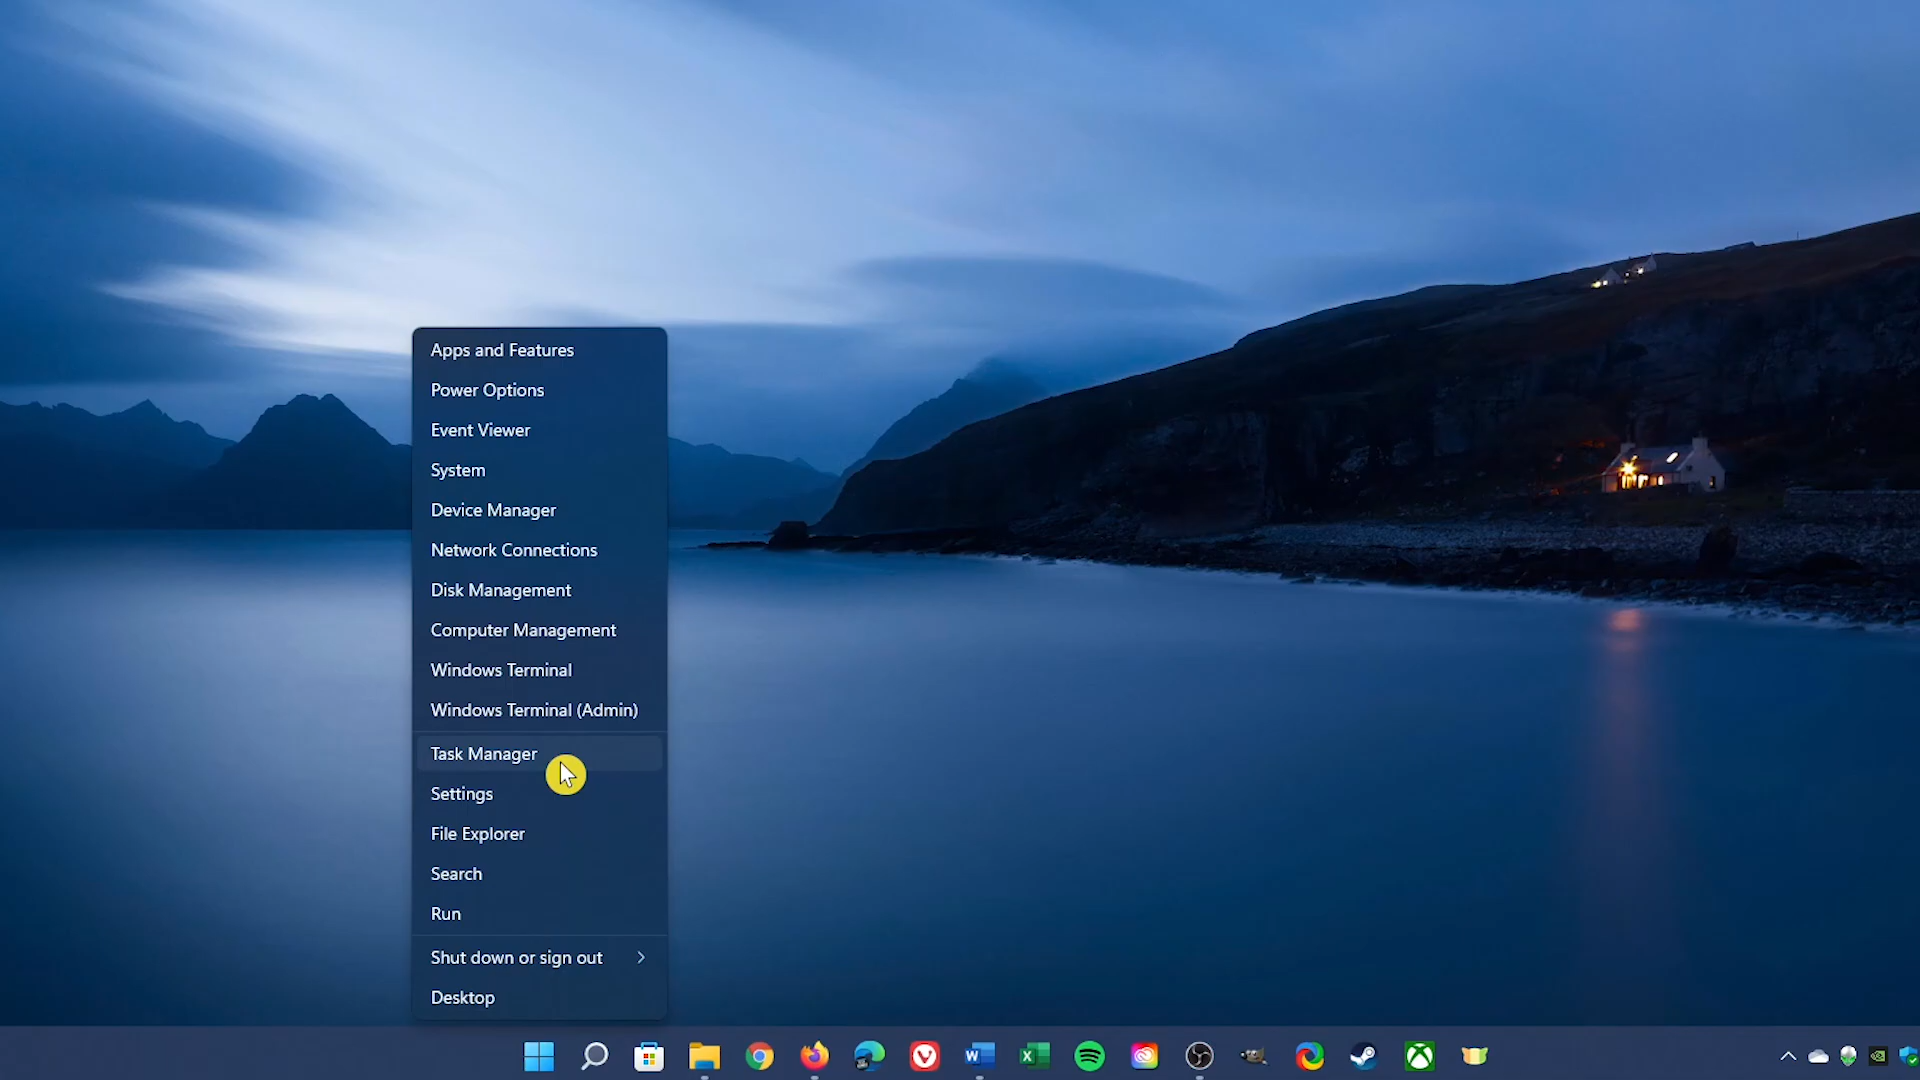 Apps and Features
Power Options
Event Viewer
System
Device Manager
Network Connections
Disk Management
Computer Management
Windows Terminal
Windows Terminal (Admin)
Task Manager
Settings
File Explorer
Search
Run
Shut down or sign out
Desktop